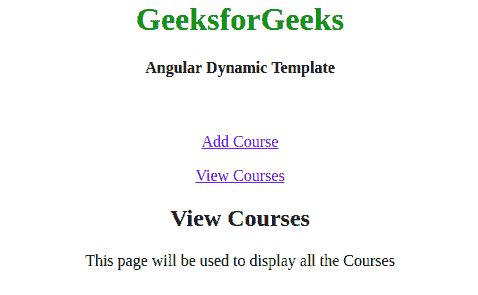 GeeksforGeeks
Angular Dynamic Template
Add Course
View Courses
View Courses
This page will be used to display all the Courses